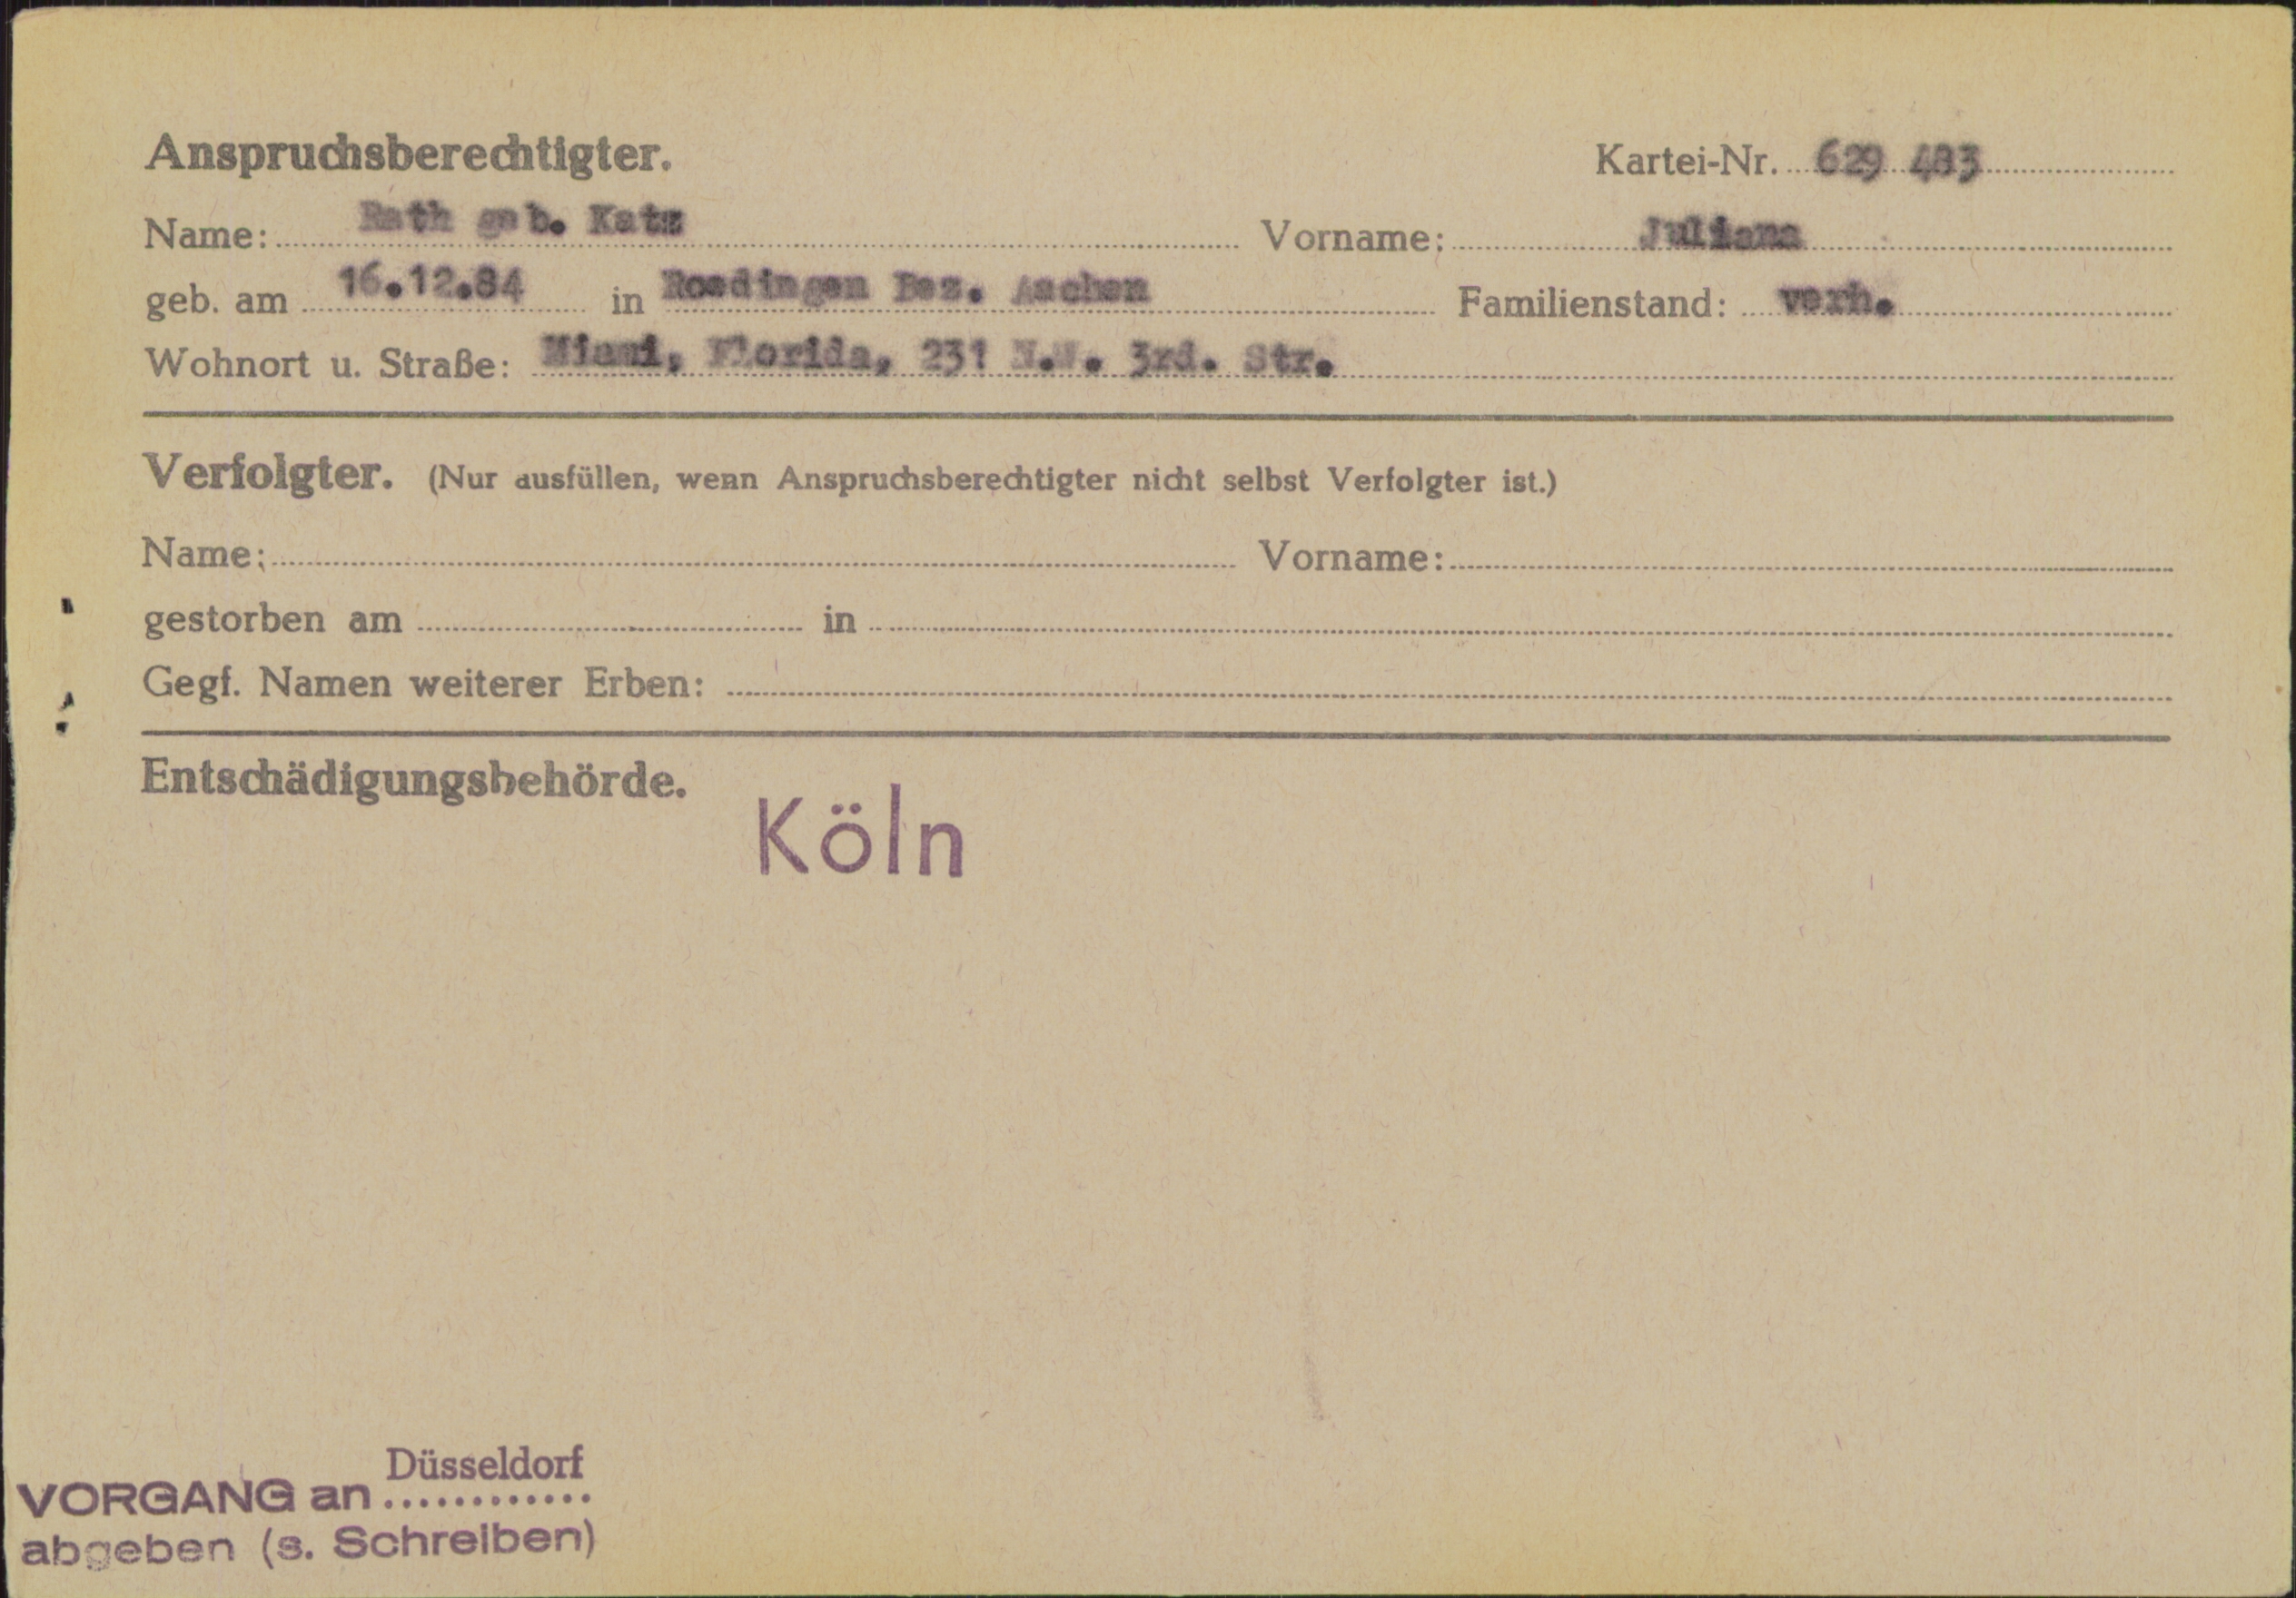 Anspruchsberechtigter.
Kartei-Nr. 629 483
Name: Rath geb. Katz Vorname: Juliana
geb. am 16.12.84 in Roedingen Bez. Aachen Familienstand: verh.
Wohnort u. Straße: Miami, Florida, 231 N.W. 3rd. Str.
Verfolgter. (Nur ausfüllen, wenn Anspruchsberechtigter nicht selbst Verfolgter ist.)
Name: Vorname:
gestorben am in
Gegf. Namen weiterer Erben:
Entschädigungsbehörde.
Köln
Düsseldorf
VORGANG an
abgeben (s. Schreiben)